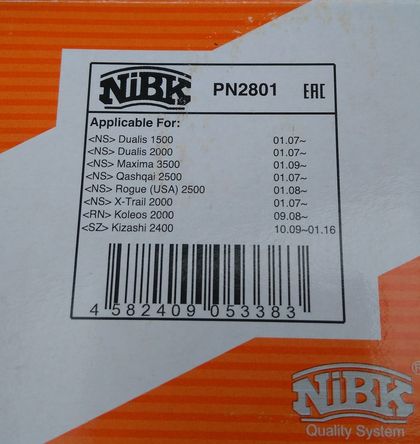 NiBK PN2801 EAC
Applicable For:
<NS> Dualis 1500 01.07~
<NS> Dualis 2000 01.07~
<NS> Maxima 3500 01.09~
<NS> Qashqai 2500 01.07~
<NS> Rogue (USA) 2500 01.08~
<NS> X-Trail 2000 01.07~
<RN> Koleos 2000 09.08~
<SZ> Kizashi 2400 10.09~01.16
4 582409 053383
NiBK ®
Quality System